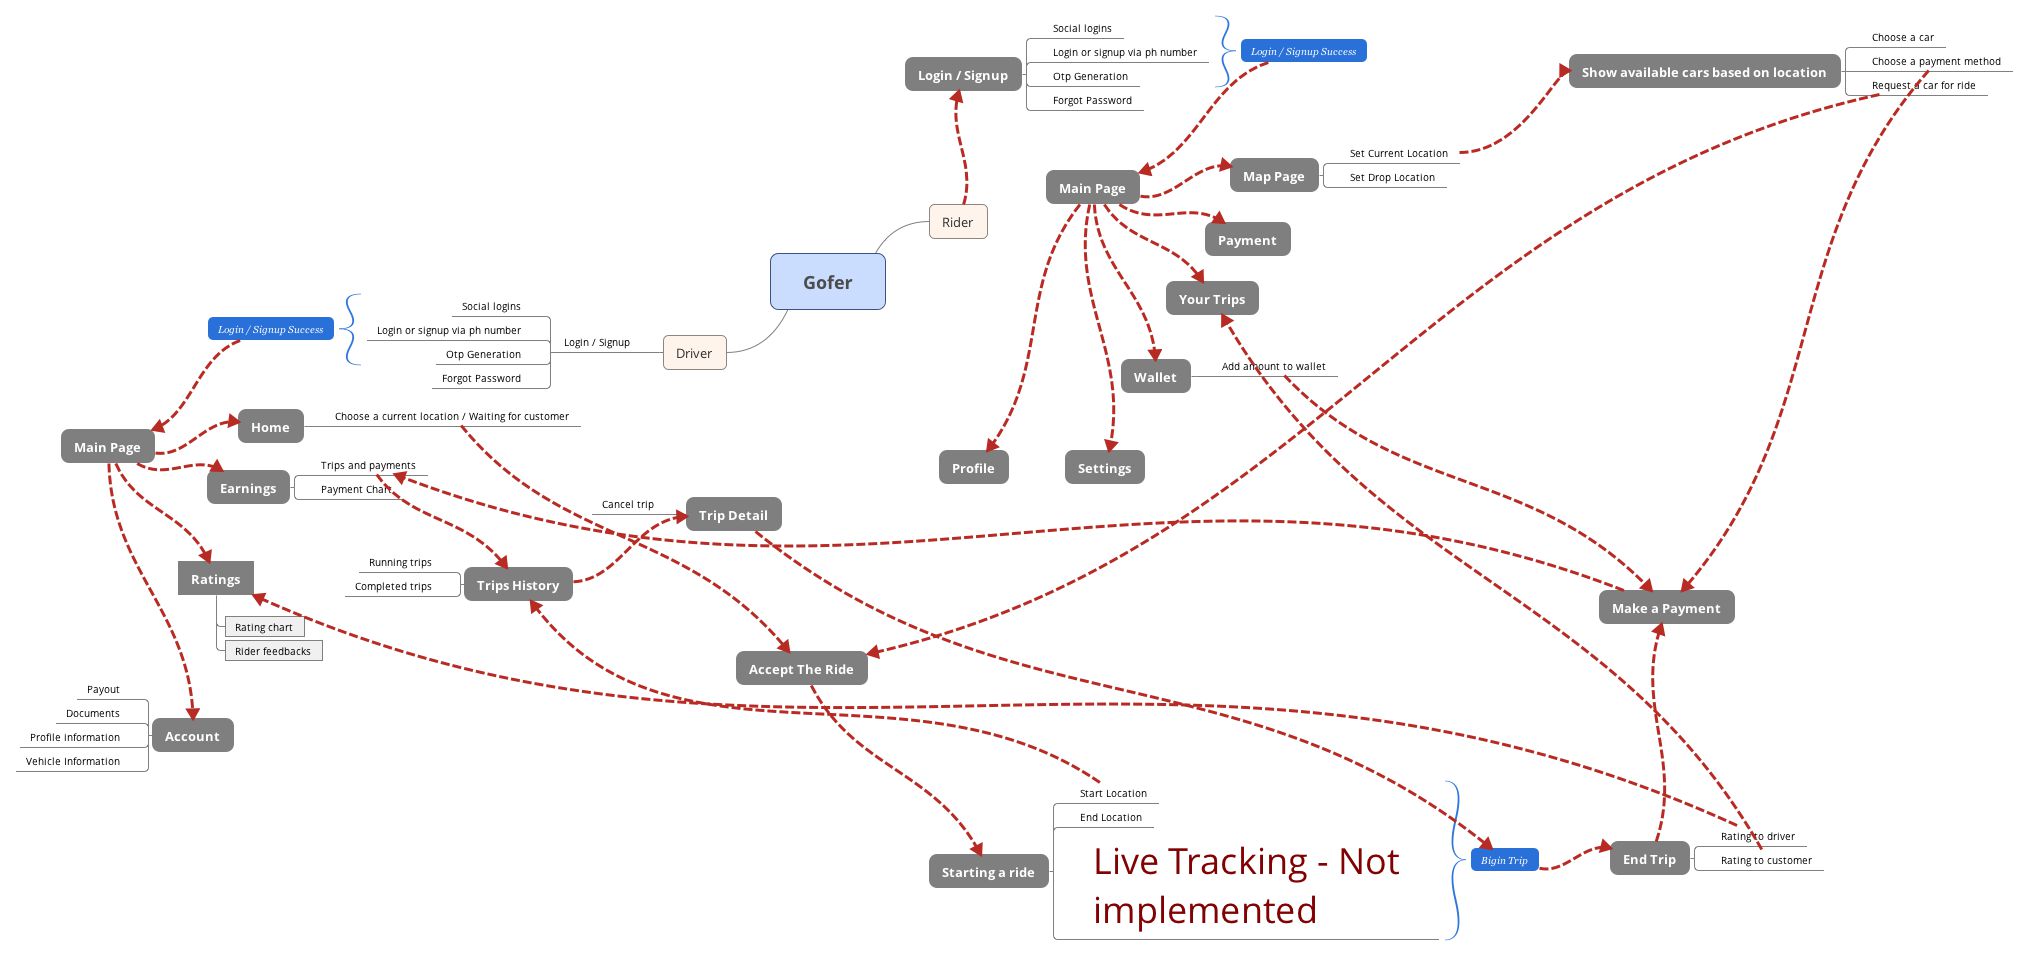 Social logins
Login or signup via ph number
Otp Generation
Forgot Password
Login / Signup
Login / Signup Success
Show available cars based on location
Choose a car
Choose a payment method
Request a car for ride
Main Page
Map Page
Set Current Location
Set Drop Location
Payment
Your Trips
Wallet
Add amount to wallet
Profile
Settings
Rider
Gofer
Driver
Login / Signup
Social logins
Login or signup via ph number
Otp Generation
Forgot Password
Login / Signup Success
Main Page
Home
Choose a current location / Waiting for customer
Earnings
Trips and payments
Payment Chart
Ratings
Rating chart
Rider feedbacks
Account
Payout
Documents
Profile information
Vehicle Information
Cancel trip
Trip Detail
Running trips
Completed trips
Trips History
Accept The Ride
Make a Payment
Starting a ride
Start Location
End Location
Live Tracking - Not
implemented
Bigin Trip
End Trip
Rating to driver
Rating to customer